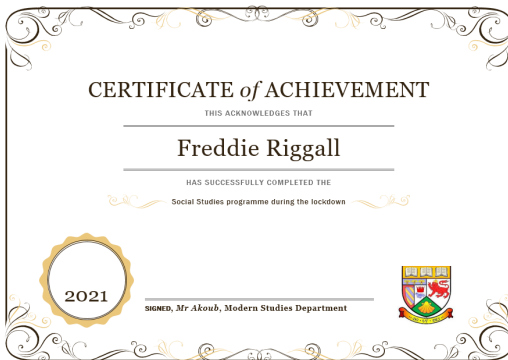 CERTIFICATE of ACHIEVEMENT
THIS ACKNOWLEDGES THAT
Freddie Riggall
HAS SUCCESSFULLY COMPLETED THE
Social Studies programme during the lockdown
2021
SIGNED, Mr Akoub, Modern Studies Department